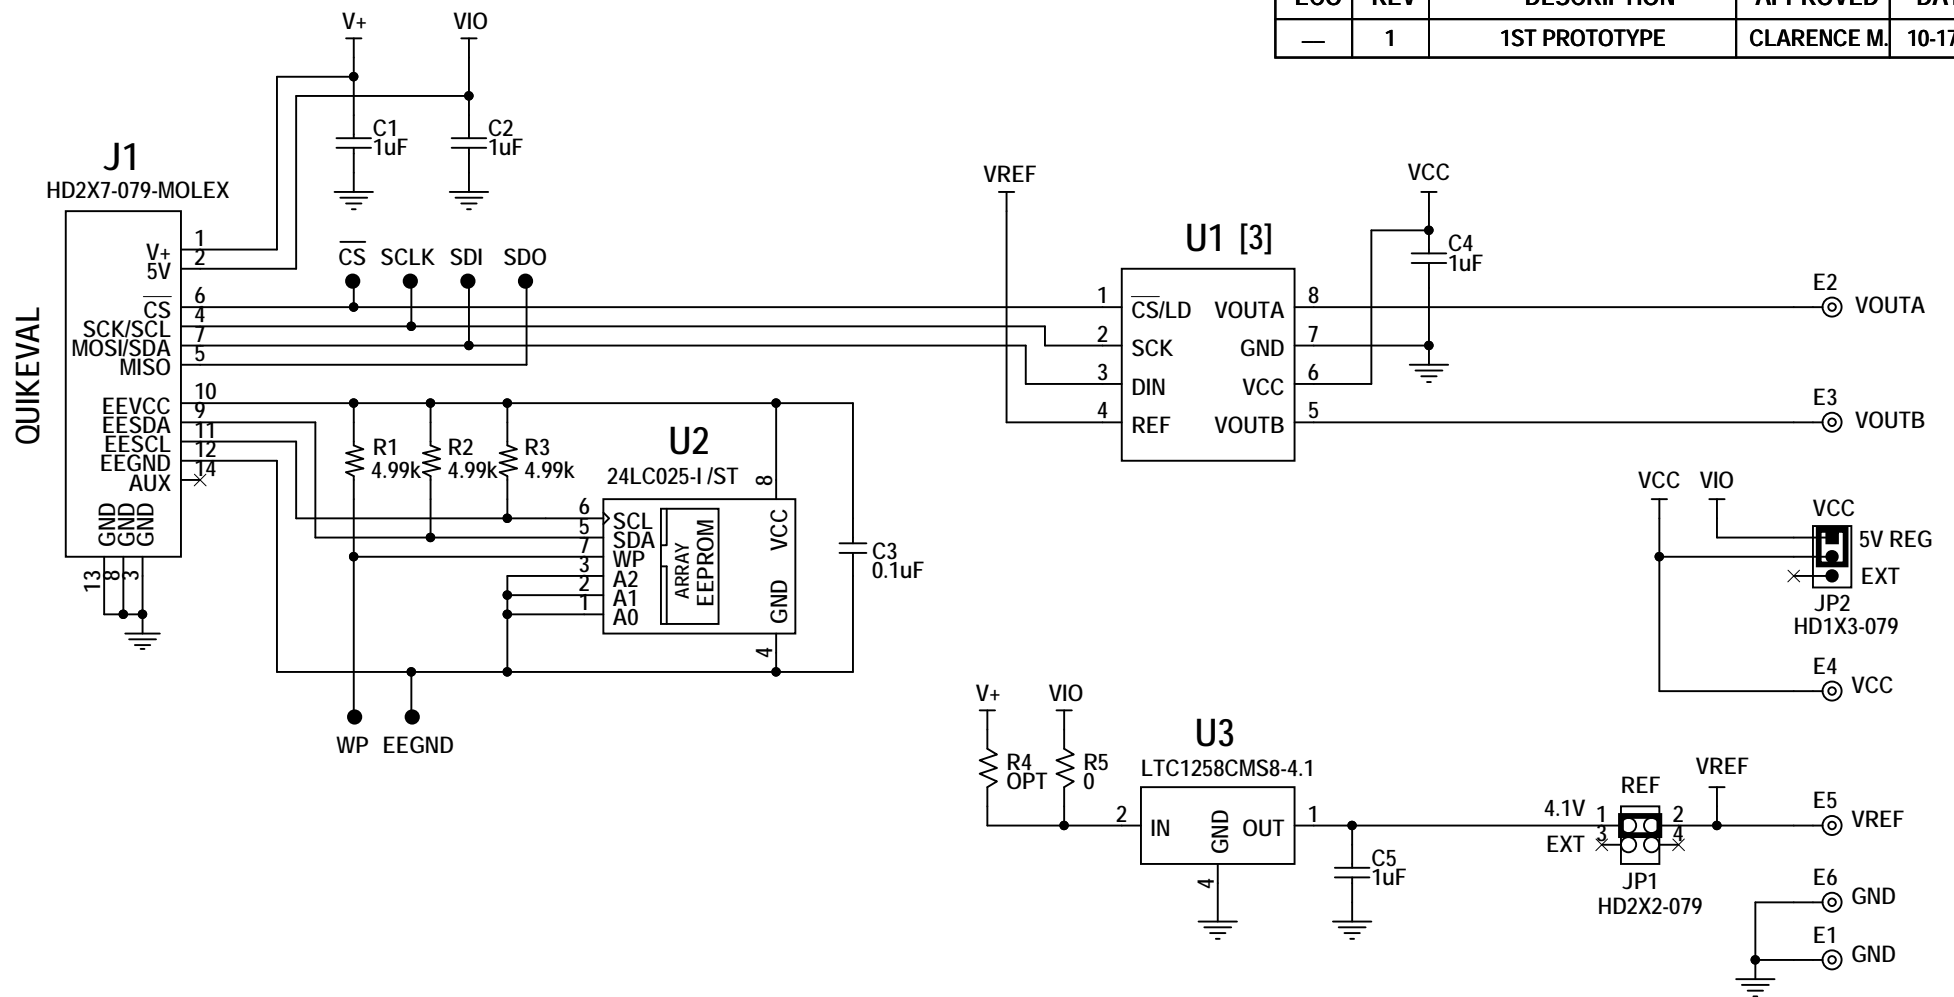 ECO REV DESCRIPTION APPROVED
— 1 1ST PROTOTYPE CLARENCE M. 10-17
V+ VIO
C1
1uF
C2
1uF
J1
HD2X7-079-MOLEX
QUIKEVAL
V+ 1
5V 2
CS 6
SCK/SCL 4
MOSI/SDA 7
MISO 5
EEVCC 10
EESDA 9
EESCL 11
EEGND 12
AUX 14
GND GND GND
13 8 3
CS SCLK SDI SDO
R1
4.99k
R2
4.99k
R3
4.99k
U2
24LC025-I /ST
6 SCL
5 SDA
7 WP
3 A2
2 A1
1 A0
ARRAY
EEPROM
VCC 8
GND 4
C3
0.1uF
WP EEGND
VREF
VCC
U1 [3]
C4
1uF
1 CS/LD VOUTA 8
2 SCK GND 7
3 DIN VCC 6
4 REF VOUTB 5
E2
VOUTA
E3
VOUTB
VCC VIO
VCC
5V REG
EXT
JP2
HD1X3-079
E4
VCC
V+ VIO
R4
OPT
R5
0
U3
LTC1258CMS8-4.1
2 IN GND OUT 1
4
C5
1uF
4.1V 1 2
EXT 3 4
REF
JP1
HD2X2-079
VREF
E5
VREF
E6
GND
E1
GND